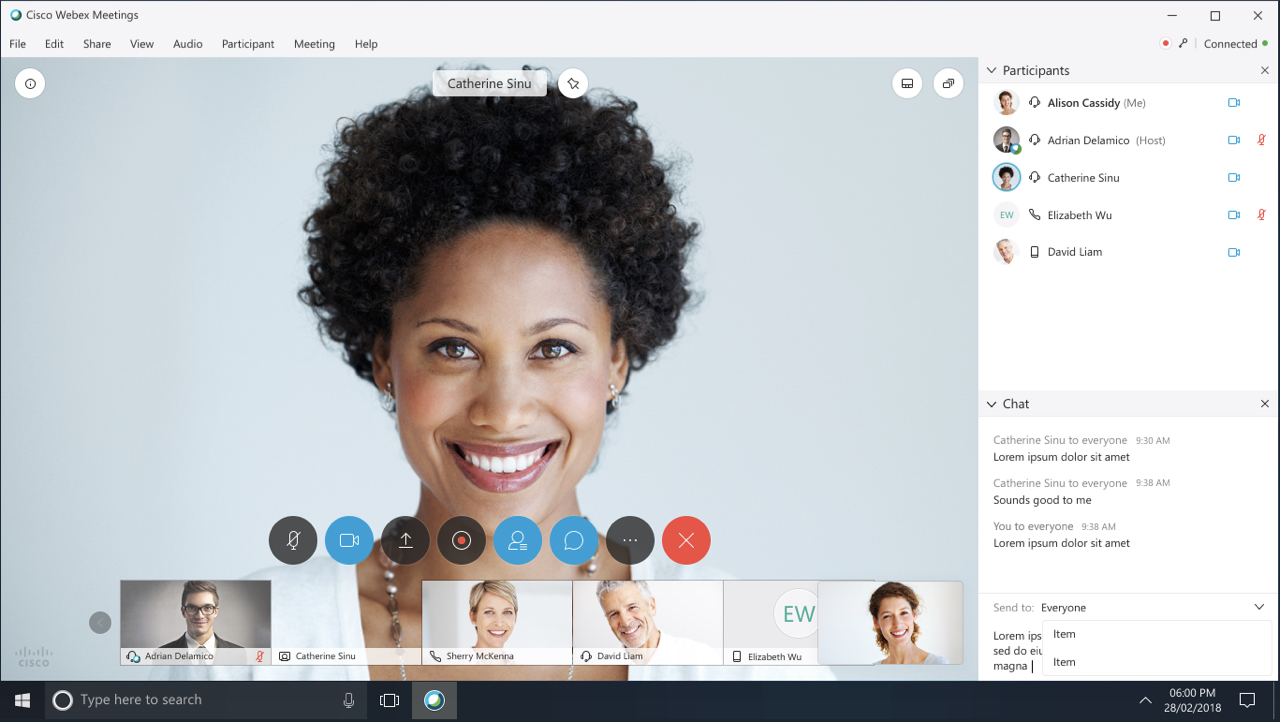 Cisco Webex Meetings
File Edit Share View Audio Participant Meeting Help
Connected
Catherine Sinu
Participants
Alison Cassidy (Me)
Adrian Delamico (Host)
Catherine Sinu
EW Elizabeth Wu
David Liam
Chat
Catherine Sinu to everyone 9:30 AM
Lorem ipsum dolor sit amet
Catherine Sinu to everyone 9:38 AM
Sounds good to me
You to everyone 9:38 AM
Lorem ipsum dolor sit amet
Send to: Everyone
Item
Item
Lorem ips
sed do eiu
magna
EW
Adrian Delamico
Catherine Sinu
Sherry McKenna
David Liam
Elizabeth Wu
CISCO
Type here to search
06:00 PM
28/02/2018